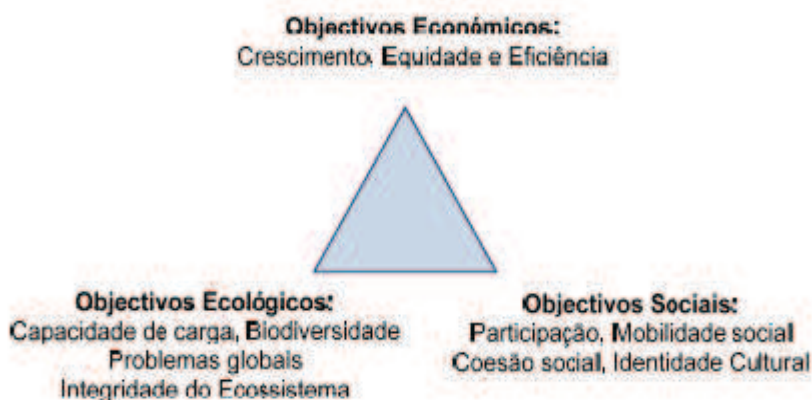 Objectivos Económicos:
Crescimento, Equidade e Eficiência
Objectivos Ecológicos:
Capacidade de carga, Biodiversidade
Problemas globais
Integridade do Ecossistema
Objectivos Sociais:
Participação, Mobilidade social
Coesão social, Identidade Cultural